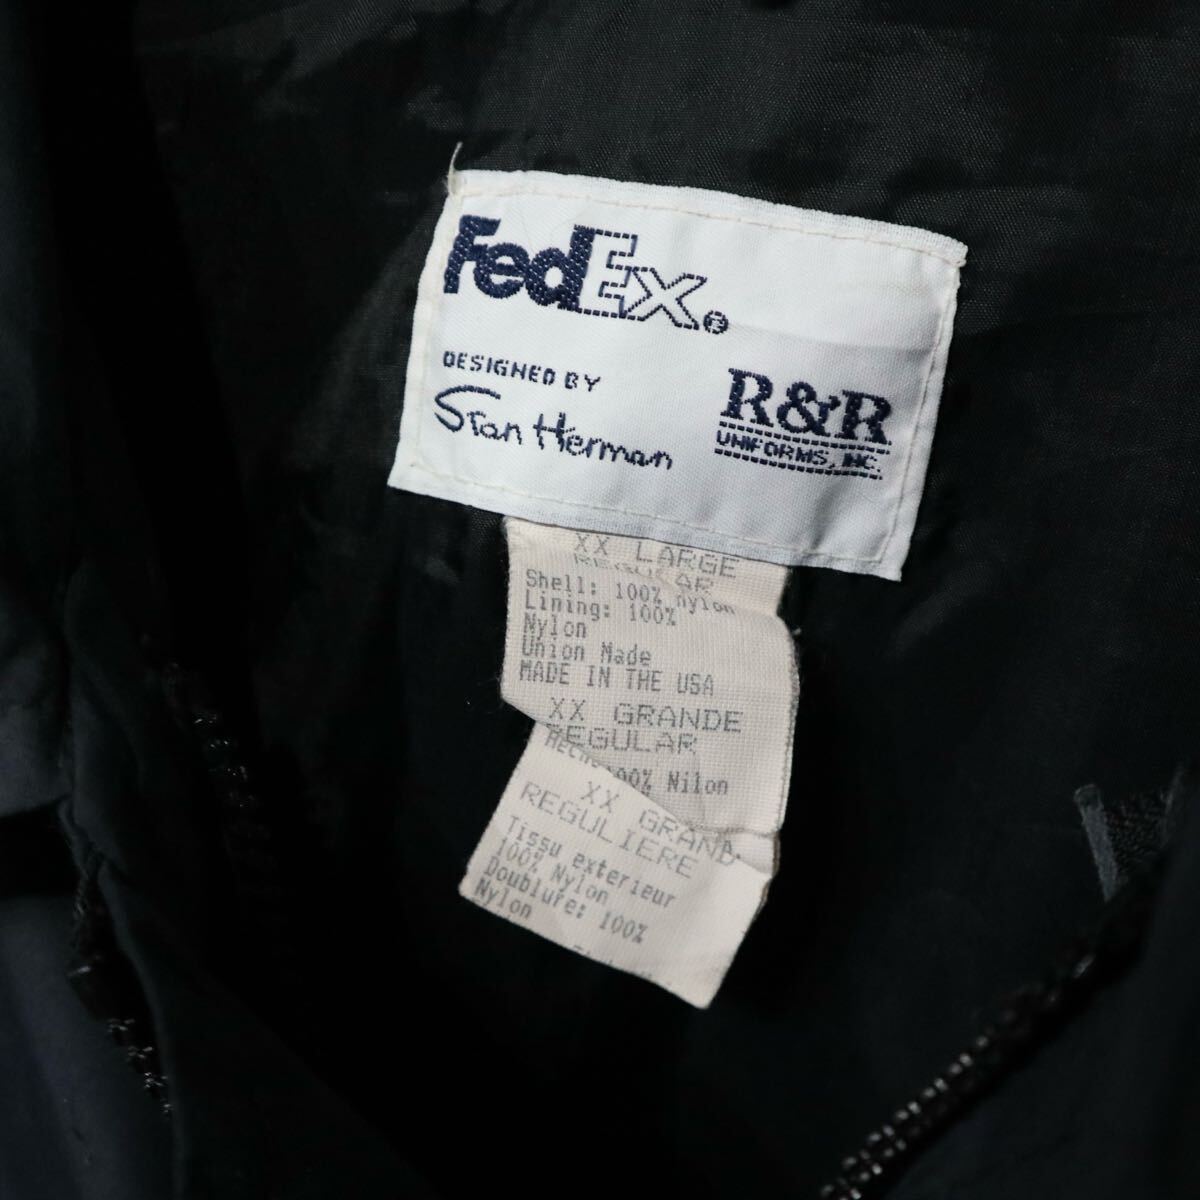 FedEx®
DESIGNED BY
Stan Herman
R&R
UNIFORMS, INC.
XX LARGE
REGULAR
Shell: 100% nylon
Lining: 100%
Nylon
Union Made
MADE IN THE USA
XX GRANDE
REGULAR
100% Nilon
XX GRAND
REGULIERE
Tissu exterieur
100% Nylon
Doublure: 100%
Nylon